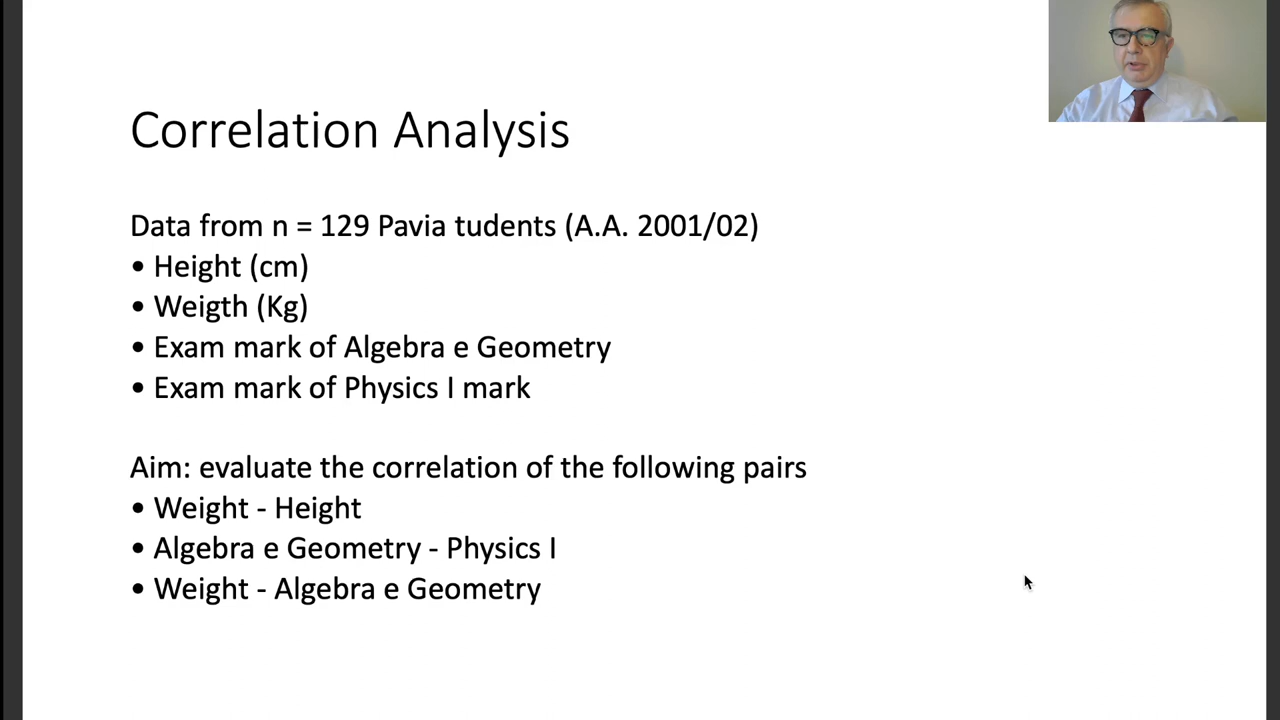 Correlation Analysis
Data from n = 129 Pavia tudents (A.A. 2001/02)
• Height (cm)
• Weigth (Kg)
• Exam mark of Algebra e Geometry
• Exam mark of Physics I mark
Aim: evaluate the correlation of the following pairs
• Weight - Height
• Algebra e Geometry - Physics I
• Weight - Algebra e Geometry